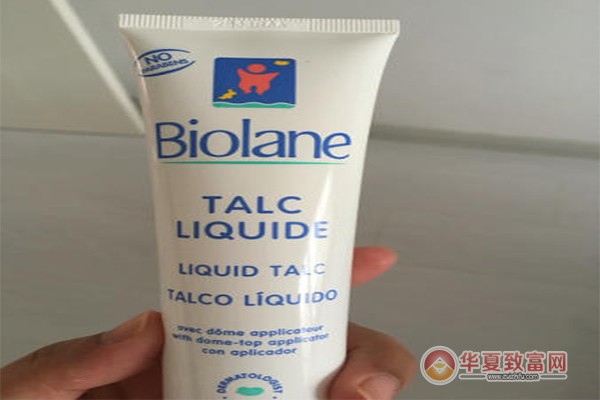 NO
PARABENS
Biolane
TALC
LIQUIDE
LIQUID TALC
TALCO LÍQUIDO
avec dôme applicateur
with dome-top applicator
con aplicador
DERMATOLOGIST
华夏致富网